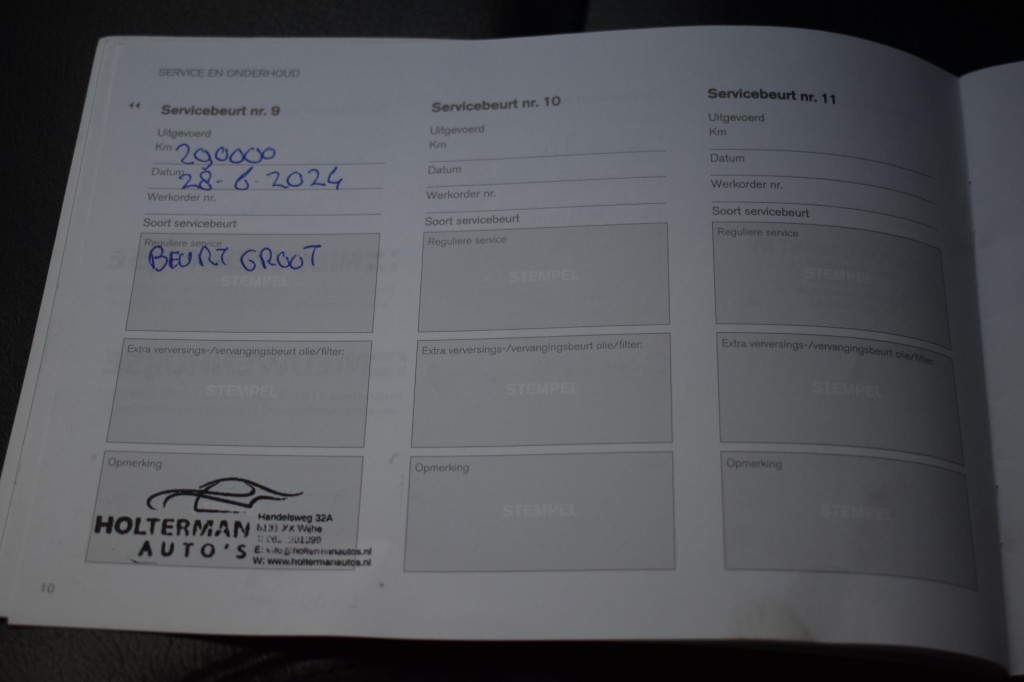 SERVICE EN ONDERHOUD
Servicebeurt nr. 9
Uitgevoerd
Km 290000
Datum 28-6-2024
Werkorder nr.
Soort servicebeurt
Reguliere service
BEURT GROOT
STEMPEL
Extra verversings-/vervangingsbeurt olie/filter:
STEMPEL
Opmerking
HOLTERMAN
AUTO'S
Handelsweg 32A
Wijhe
W: www.holtermanautos.nl
Servicebeurt nr. 10
Uitgevoerd
Km
Datum
Werkorder nr.
Soort servicebeurt
Reguliere service
STEMPEL
Extra verversings-/vervangingsbeurt olie/filter:
STEMPEL
Opmerking
STEMPEL
Servicebeurt nr. 11
Uitgevoerd
Km
Datum
Werkorder nr.
Soort servicebeurt
Reguliere service
STEMPEL
Extra verversings-/vervangingsbeurt olie/filter:
STEMPEL
Opmerking
STEMPEL
10